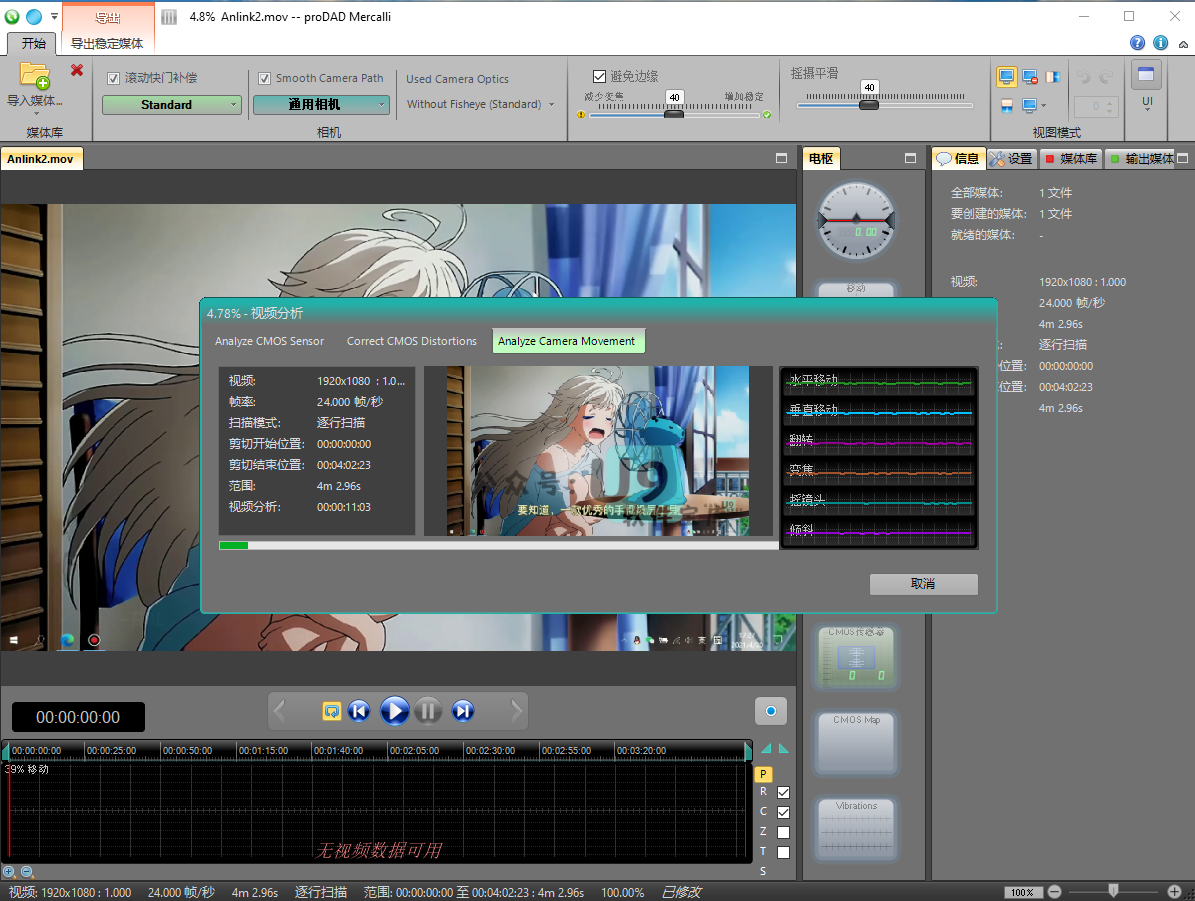 导出
4.8% Anlink2.mov -- proDAD Mercalli
开始
导出稳定媒体
导入媒体...
媒体库
滚动快门补偿
Standard
Smooth Camera Path
通用相机
Used Camera Optics
Without Fisheye (Standard)
相机
避免边缘
减少变焦
40
增加稳定
摇摄平滑
40
0
视图模式
UI
Anlink2.mov
电枢
信息
设置
媒体库
输出媒体
0.00
移动
全部媒体: 1 文件
要创建的媒体: 1 文件
就绪的媒体: -
视频: 1920x1080 : 1.000
24.000 帧/秒
4m 2.96s
逐行扫描
位置: 00:00:00:00
位置: 00:04:02:23
4m 2.96s
4.78% - 视频分析
Analyze CMOS Sensor
Correct CMOS Distortions
Analyze Camera Movement
视频: 1920x1080 : 1.0...
帧率: 24.000 帧/秒
扫描模式: 逐行扫描
剪切开始位置: 00:00:00:00
剪切结束位置: 00:04:02:23
范围: 4m 2.96s
视频分析: 00:00:11:03
众号: U9
要知道，一款优秀的手机投屏
水平移动
垂直移动
翻转
变焦
摇镜头
倾斜
取消
CMOS传感器
0 0
CMOS Map
Vibrations
00:00:00:00
00:00:00:00
00:00:25:00
00:00:50:00
00:01:15:00
00:01:40:00
00:02:05:00
00:02:30:00
00:02:55:00
00:03:20:00
39% 移动
无视频数据可用
P
R
C
Z
T
S
视频: 1920x1080 : 1.000 24.000 帧/秒 4m 2.96s 逐行扫描 范围: 00:00:00:00 至 00:04:02:23 : 4m 2.96s 100.00% 已修改
100%